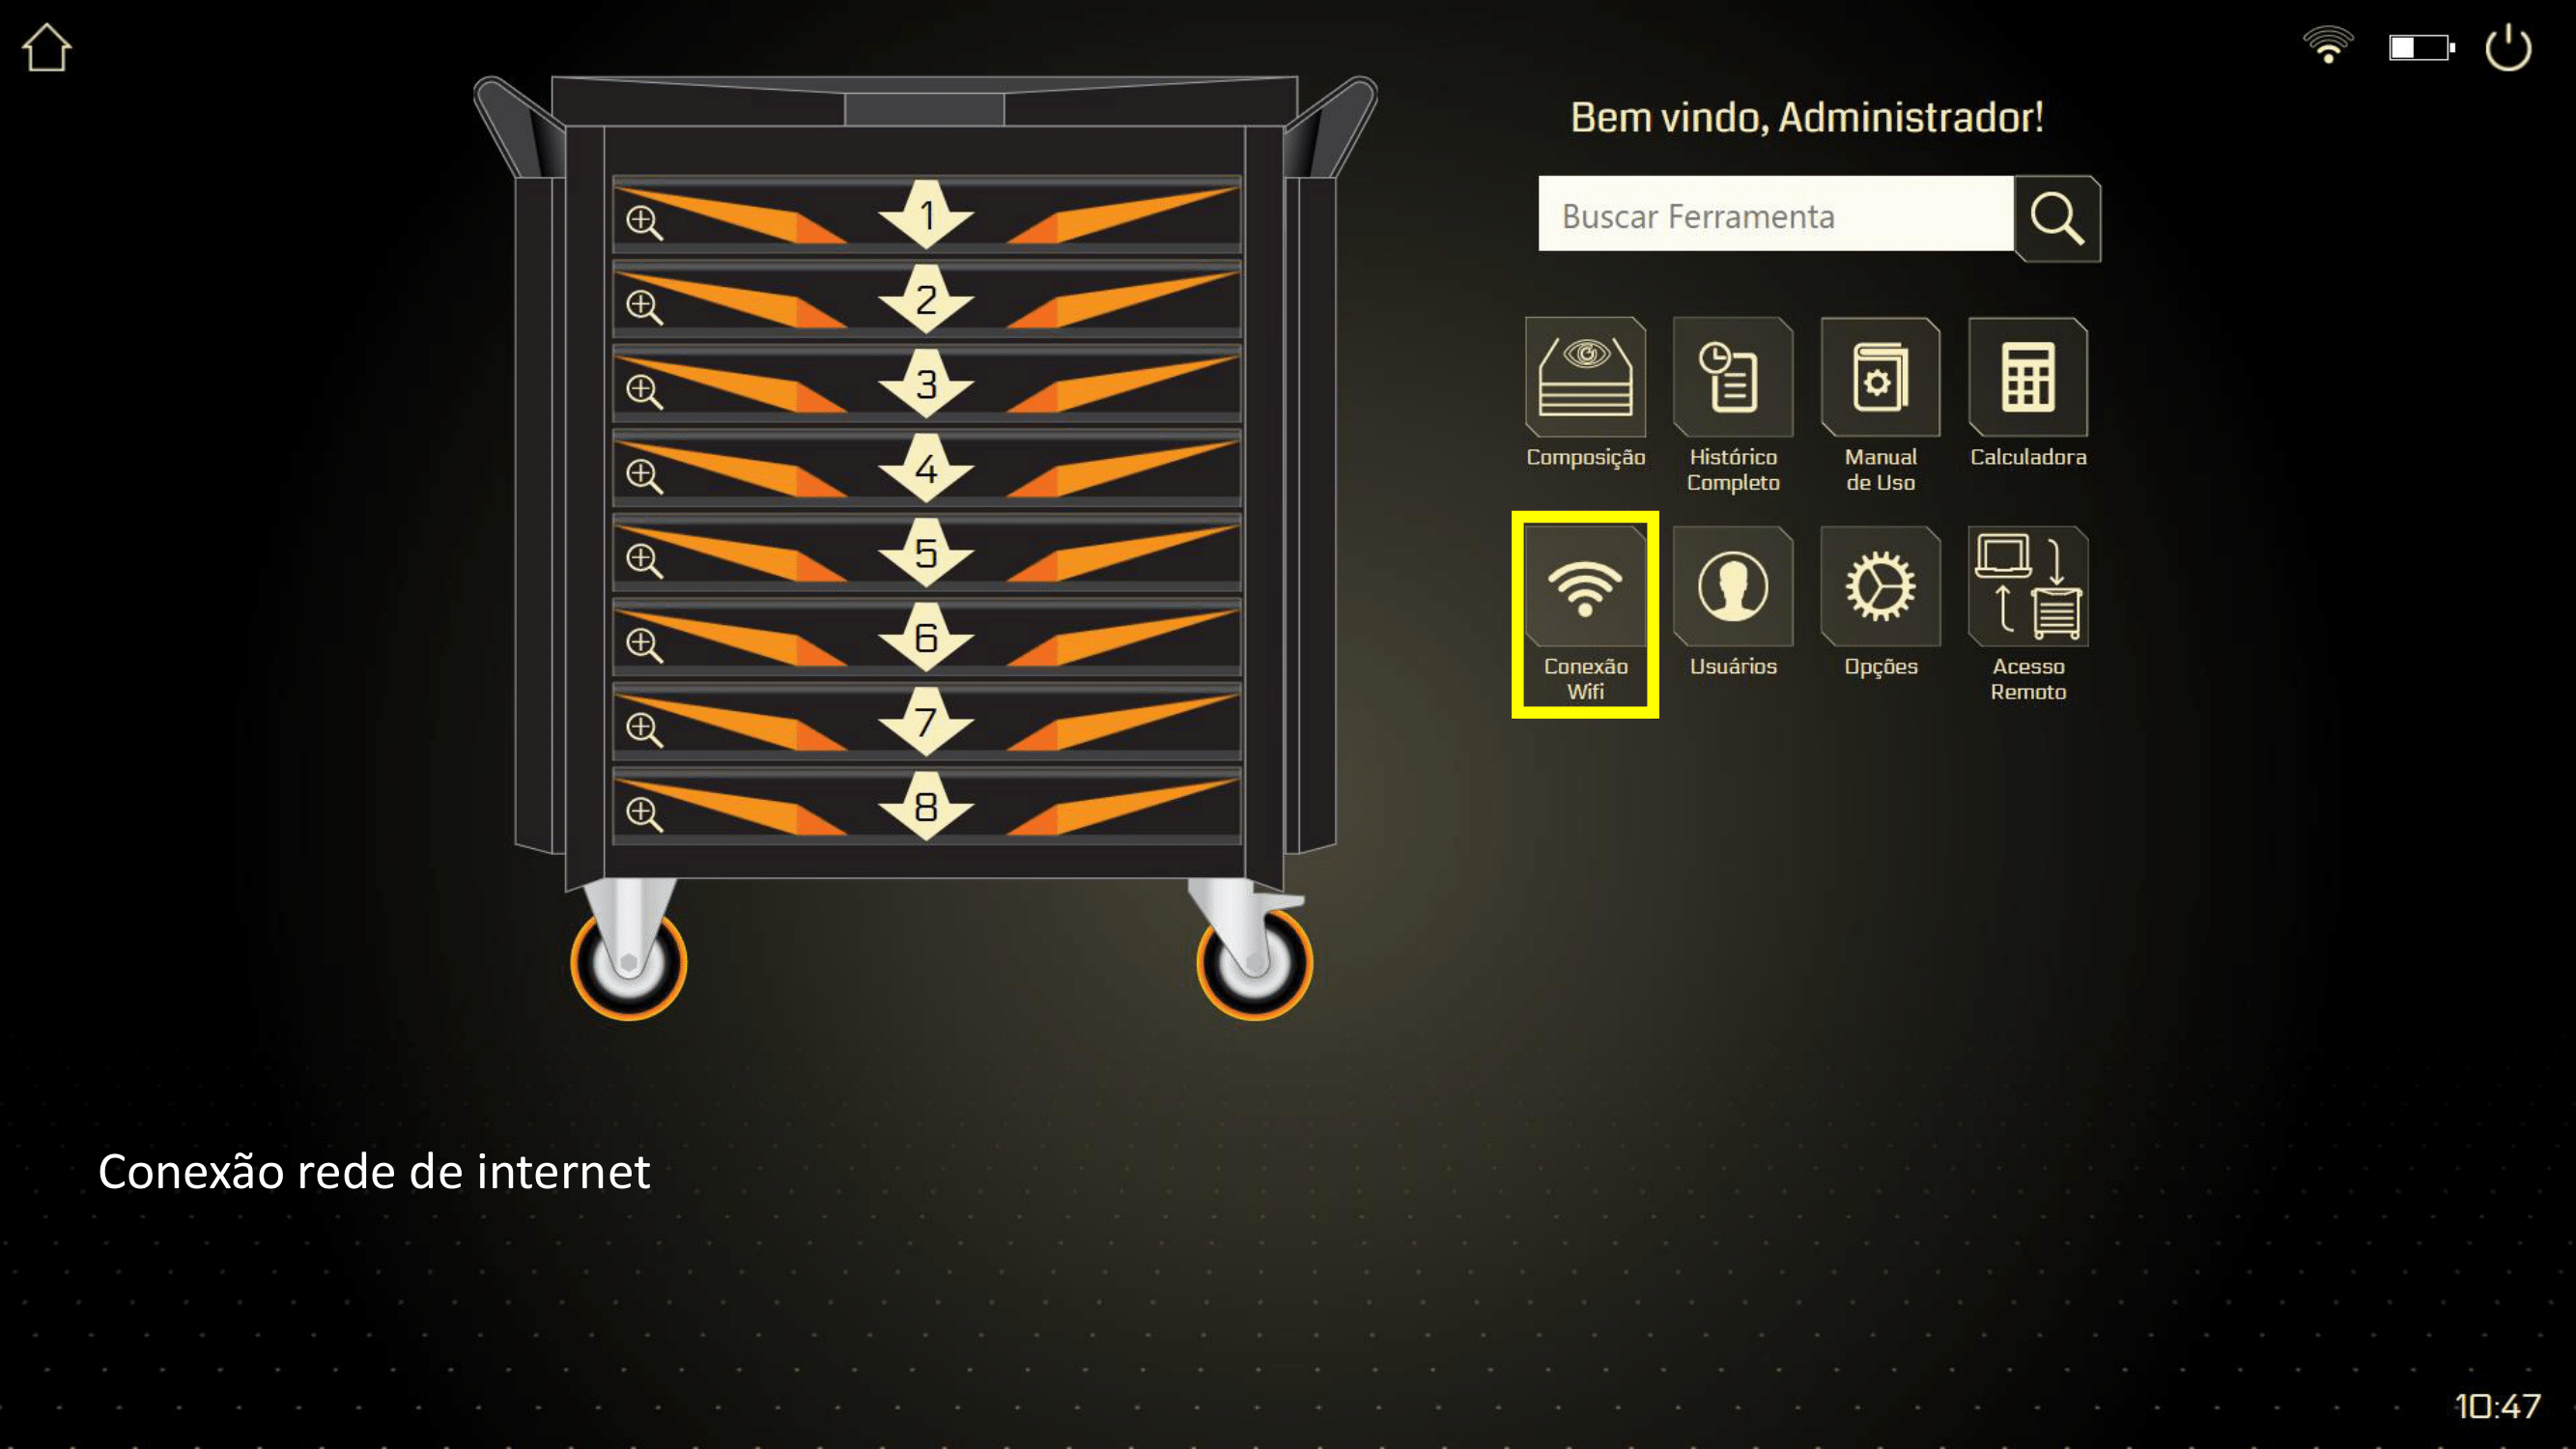 Bem vindo, Administrador!
Buscar Ferramenta
1
2
3
4
5
6
7
8
Composição
Histórico
Completo
Manual
de Uso
Calculadora
Conexão
Wifi
Usuários
Opções
Acesso
Remoto
Conexão rede de internet
10:47